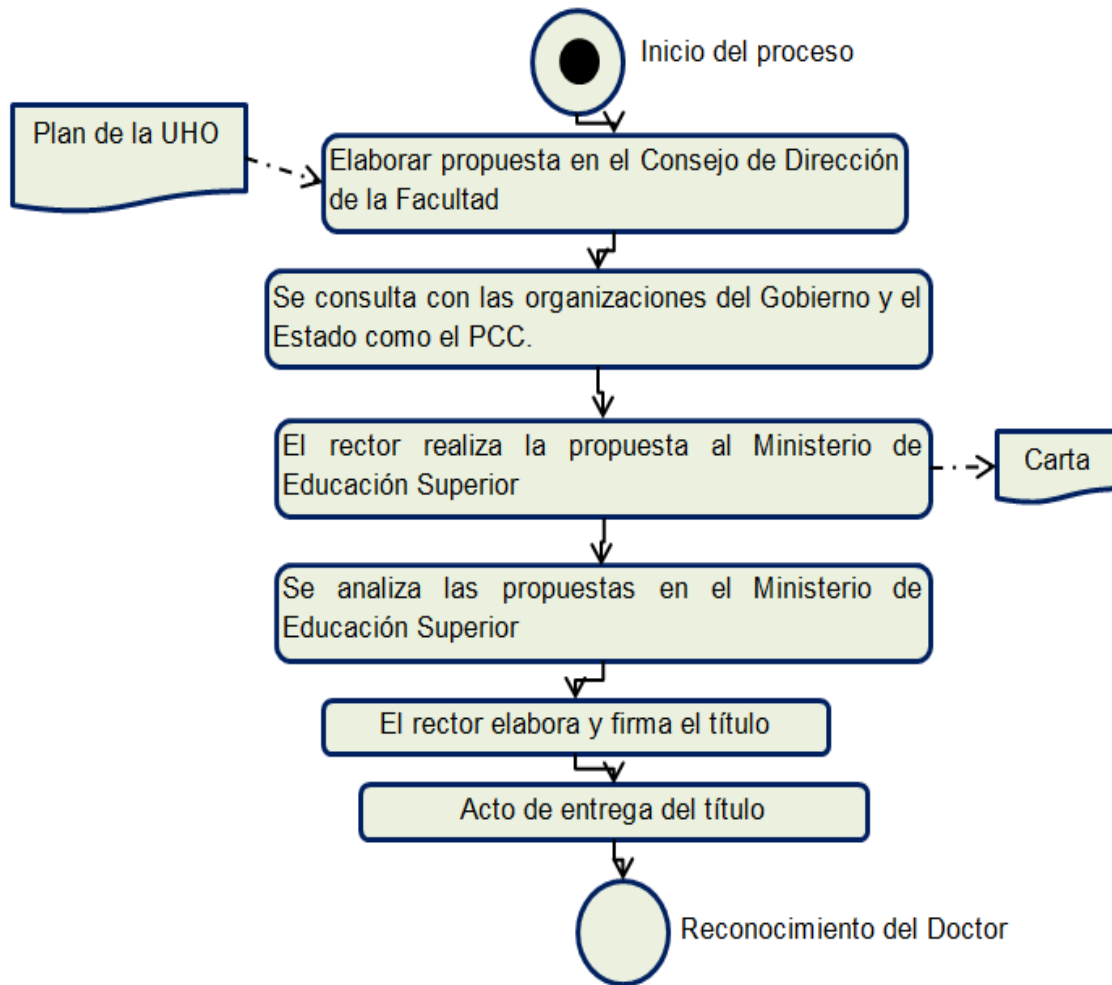 Inicio del proceso
Plan de la UHO
Elaborar propuesta en el Consejo de Dirección
de la Facultad
Se consulta con las organizaciones del Gobierno y el
Estado como el PCC.
El rector realiza la propuesta al Ministerio de
Educación Superior
Carta
Se analiza las propuestas en el Ministerio de
Educación Superior
El rector elabora y firma el título
Acto de entrega del título
Reconocimiento del Doctor